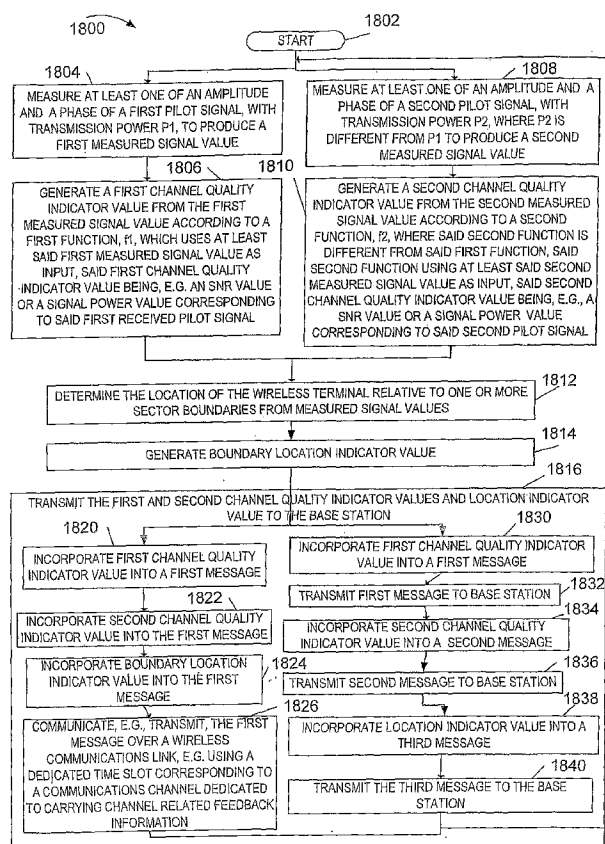 1800
1802
START
1804
MEASURE AT LEAST ONE OF AN AMPLITUDE
AND A PHASE OF A FIRST PILOT SIGNAL, WITH
TRANSMISSION POWER P1, TO PRODUCE A
FIRST MEASURED SIGNAL VALUE
1808
MEASURE AT LEAST ONE OF AN AMPLITUDE AND A
PHASE OF A SECOND PILOT SIGNAL, WITH
TRANSMISSION POWER P2, WHERE P2 IS
DIFFERENT FROM P1 TO PRODUCE A SECOND
MEASURED SIGNAL VALUE
1806
GENERATE A FIRST CHANNEL QUALITY
INDICATOR VALUE FROM THE FIRST
MEASURED SIGNAL VALUE ACCORDING TO A
FIRST FUNCTION, f1, WHICH USES AT LEAST
SAID FIRST MEASURED SIGNAL VALUE AS
INPUT, SAID FIRST CHANNEL QUALITY
INDICATOR VALUE BEING, E.G. AN SNR VALUE
OR A SIGNAL POWER VALUE CORRESPONDING
TO SAID FIRST RECEIVED PILOT SIGNAL
1810
GENERATE A SECOND CHANNEL QUALITY
INDICATOR VALUE FROM THE SECOND MEASURED
SIGNAL VALUE ACCORDING TO A SECOND
FUNCTION, f2, WHERE SAID SECOND FUNCTION IS
DIFFERENT FROM SAID FIRST FUNCTION, SAID
SECOND FUNCTION USING AT LEAST SAID SECOND
MEASURED SIGNAL VALUE AS INPUT, SAID SECOND
CHANNEL QUALITY INDICATOR VALUE BEING, E.G., A
SNR VALUE OR A SIGNAL POWER VALUE
CORRESPONDING TO SAID SECOND PILOT SIGNAL
1812
DETERMINE THE LOCATION OF THE WIRELESS TERMINAL RELATIVE TO ONE OR MORE
SECTOR BOUNDARIES FROM MEASURED SIGNAL VALUES
1814
GENERATE BOUNDARY LOCATION INDICATOR VALUE
1816
TRANSMIT THE FIRST AND SECOND CHANNEL QUALITY INDICATOR VALUES AND LOCATION INDICATOR
VALUE TO THE BASE STATION
1820
INCORPORATE FIRST CHANNEL QUALITY
INDICATOR VALUE INTO A FIRST MESSAGE
1822
INCORPORATE SECOND CHANNEL QUALITY
INDICATOR VALUE INTO THE FIRST MESSAGE
INCORPORATE BOUNDARY LOCATION
INDICATOR VALUE INTO THE FIRST
MESSAGE
1824
1826
COMMUNICATE, E.G., TRANSMIT, THE FIRST
MESSAGE OVER A WIRELESS
COMMUNICATIONS LINK, E.G. USING A
DEDICATED TIME SLOT CORRESPONDING TO
A COMMUNICATIONS CHANNEL DEDICATED
TO CARRYING CHANNEL RELATED FEEDBACK
INFORMATION
1830
INCORPORATE FIRST CHANNEL QUALITY INDICATOR
VALUE INTO A FIRST MESSAGE
TRANSMIT FIRST MESSAGE TO BASE STATION
1832
1834
INCORPORATE SECOND CHANNEL QUALITY
INDICATOR VALUE INTO A SECOND MESSAGE
1836
TRANSMIT SECOND MESSAGE TO BASE STATION
1838
INCORPORATE LOCATION INDICATOR VALUE INTO A
THIRD MESSAGE
1840
TRANSMIT THE THIRD MESSAGE TO THE BASE
STATION